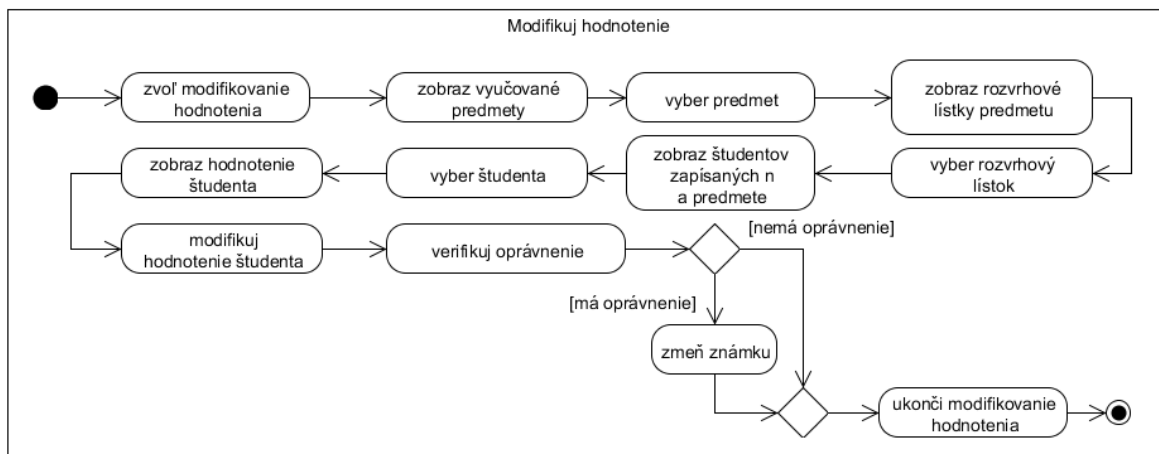 Modifikuj hodnotenie
zvoľ modifikovanie
hodnotenia
zobraz vyučované
predmety
vyber predmet
zobraz rozvrhové
lístky predmetu
vyber rozvrhový
lístok
zobraz študentov
zapísaných n
a predmete
vyber študenta
zobraz hodnotenie
študenta
modifikuj
hodnotenie študenta
verifikuj oprávnenie
[nemá oprávnenie]
[má oprávnenie]
zmeň známku
ukonči modifikovanie
hodnotenia